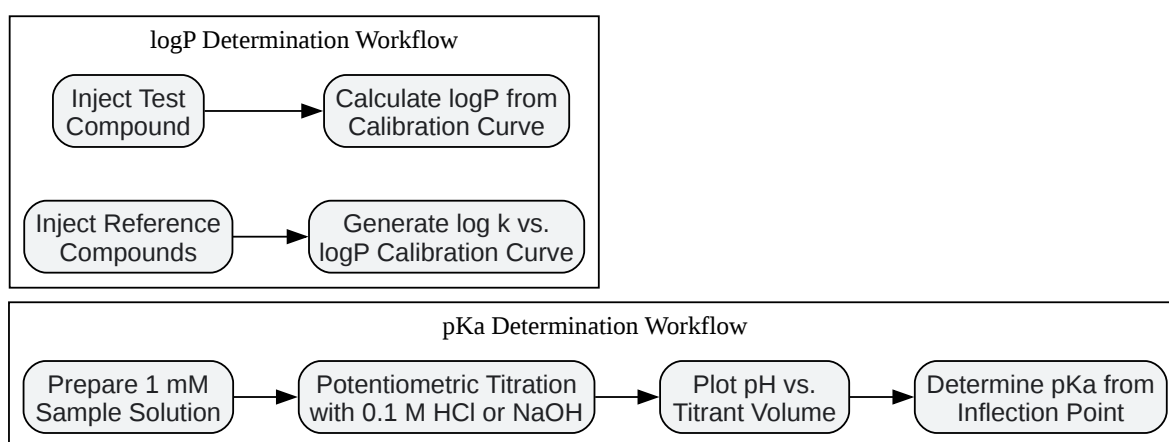 logP Determination Workflow
Inject Test
Compound
Calculate logP from
Calibration Curve
Inject Reference
Compounds
Generate log k vs.
logP Calibration Curve
pKa Determination Workflow
Prepare 1 mM
Sample Solution
Potentiometric Titration
with 0.1 M HCl or NaOH
Plot pH vs.
Titrant Volume
Determine pKa from
Inflection Point